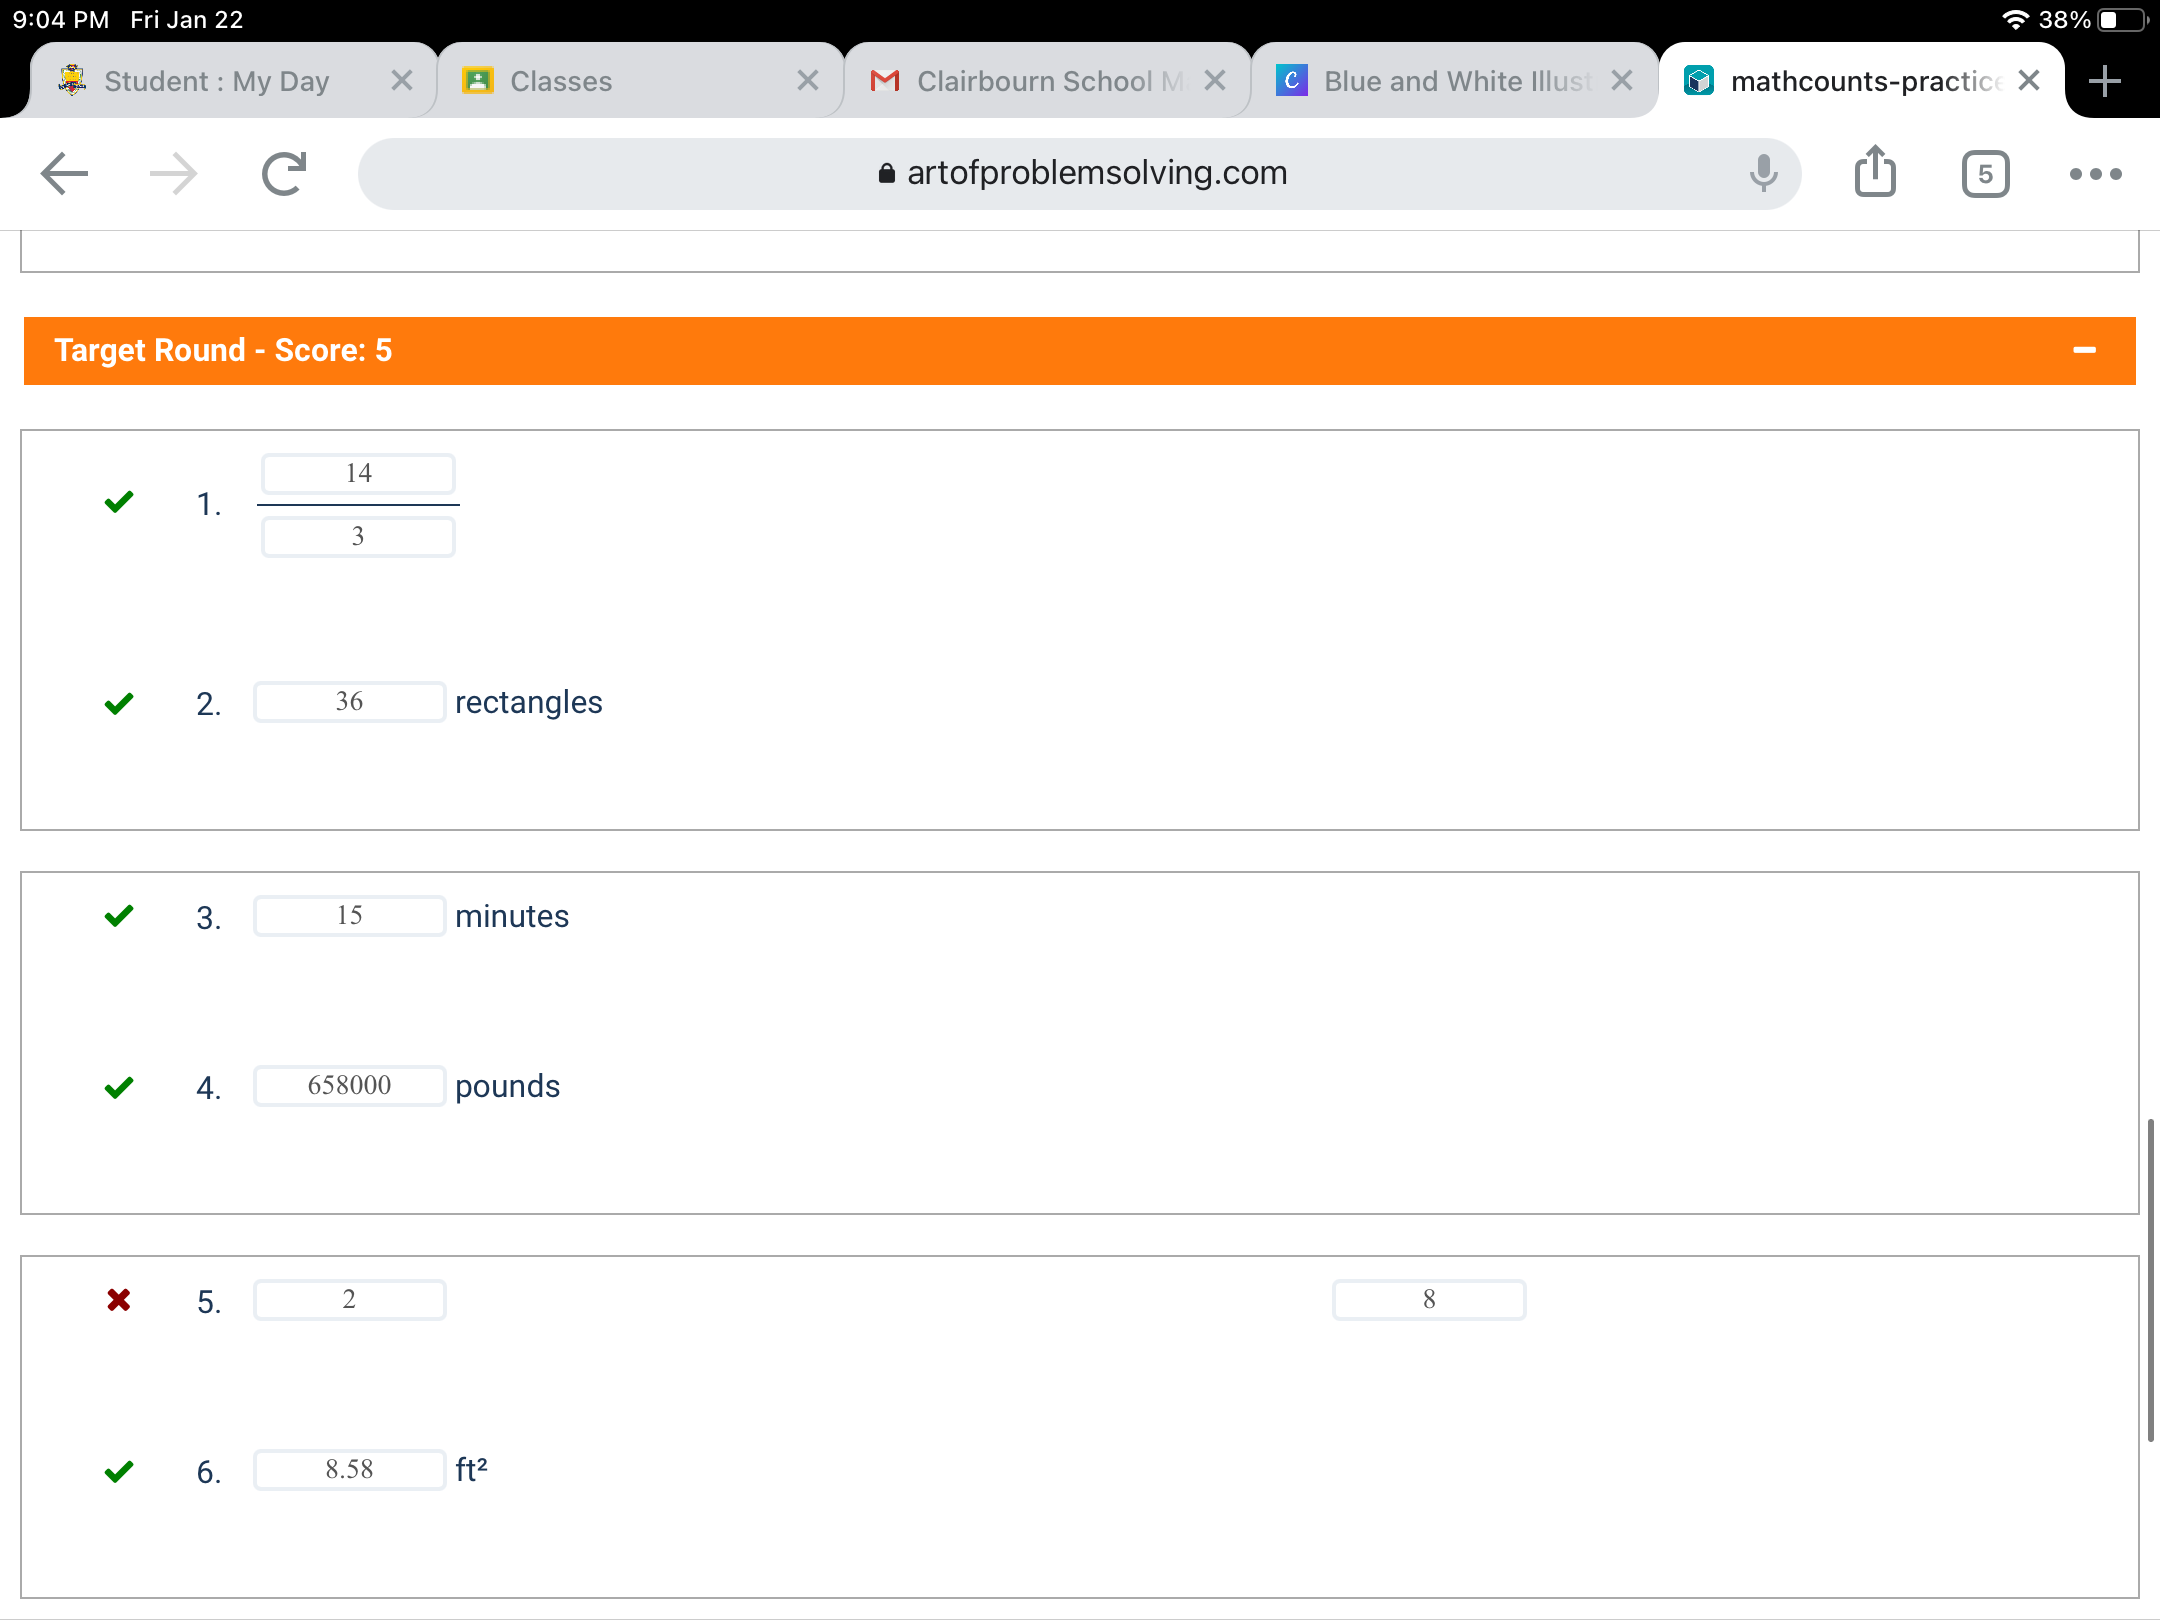 9:04 PM Fri Jan 22
38%
Student : My Day
Classes
Clairbourn School M
Blue and White Illust
mathcounts-practice
artofproblemsolving.com
5
Target Round - Score: 5
14
1.
3
2. 36 rectangles
3. 15 minutes
4. 658000 pounds
5. 2 8
6. 8.58 ft²